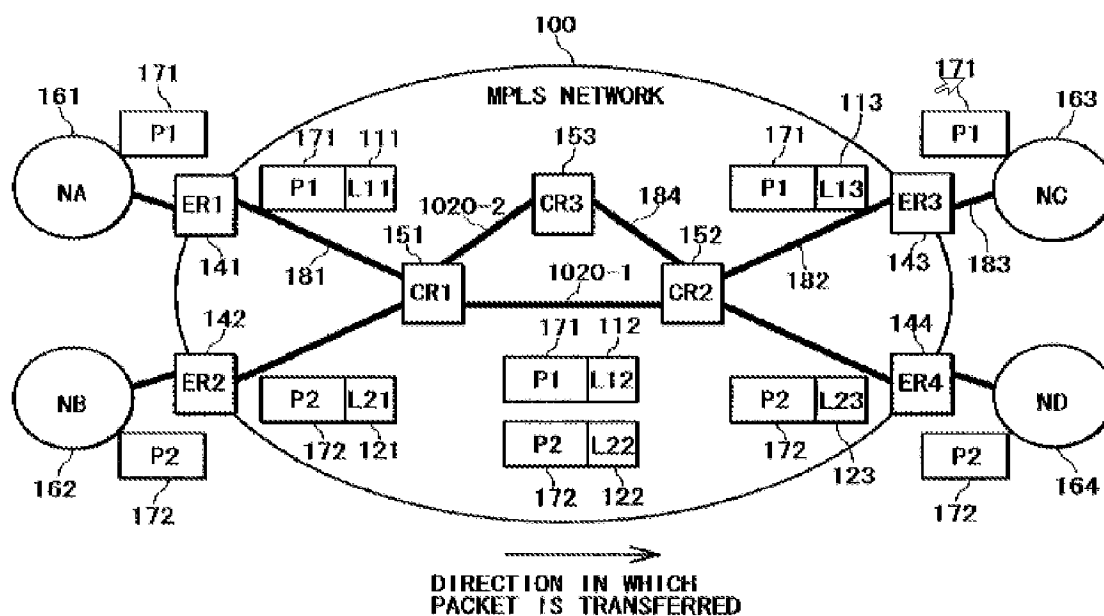 100
171
161
P1
MPLS NETWORK
171
113
171
P1
163
171
111
153
NA
ER1
P1
L11
CR3
P1
L13
ER3
NC
1020-2
184
141
181
151
152
182
143
183
CR1
1020-1
CR2
142
171
112
144
NB
ER2
P1
L12
ER4
ND
P2
L21
P2
L23
P2
172
121
P2
L22
172
123
P2
162
172
172
122
172
164
DIRECTION IN WHICH
PACKET IS TRANSFERRED